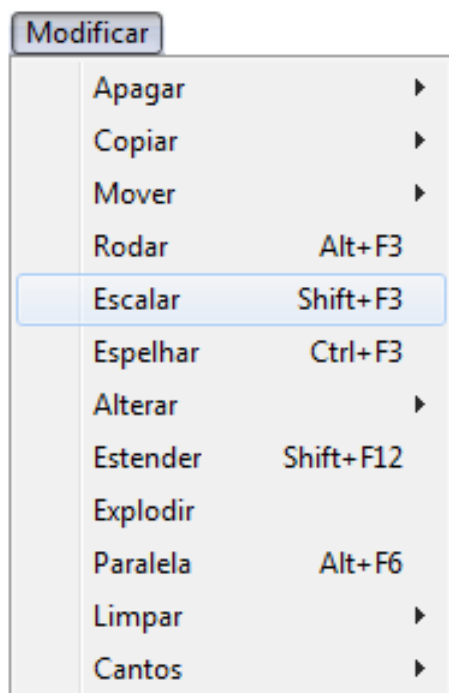 Modificar
Apagar
Copiar
Mover
Rodar Alt+F3
Escalar Shift+F3
Espelhar Ctrl+F3
Alterar
Estender Shift+F12
Explodir
Paralela Alt+F6
Limpar
Cantos